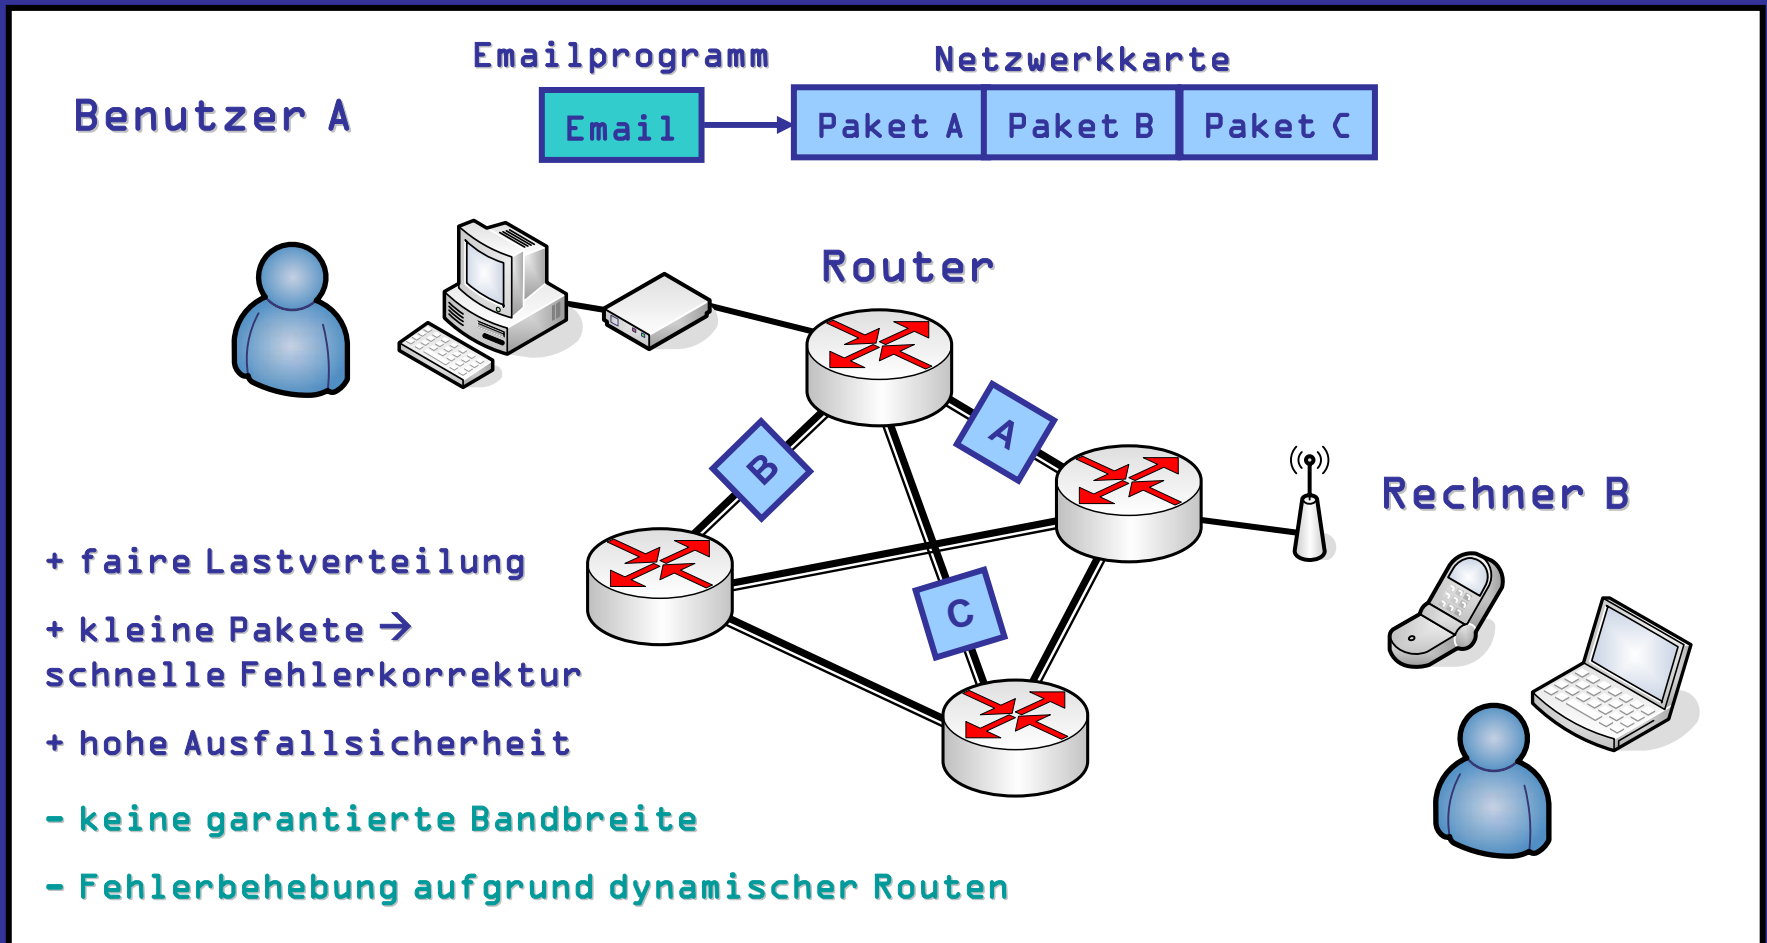 Emailprogramm
Netzwerkkarte
Benutzer A
Email
Paket A
Paket B
Paket C
Router
A
B
Rechner B
+ faire Lastverteilung
+ kleine Pakete →
schnelle Fehlerkorrektur
C
+ hohe Ausfallsicherheit
- keine garantierte Bandbreite
- Fehlerbehebung aufgrund dynamischer Routen